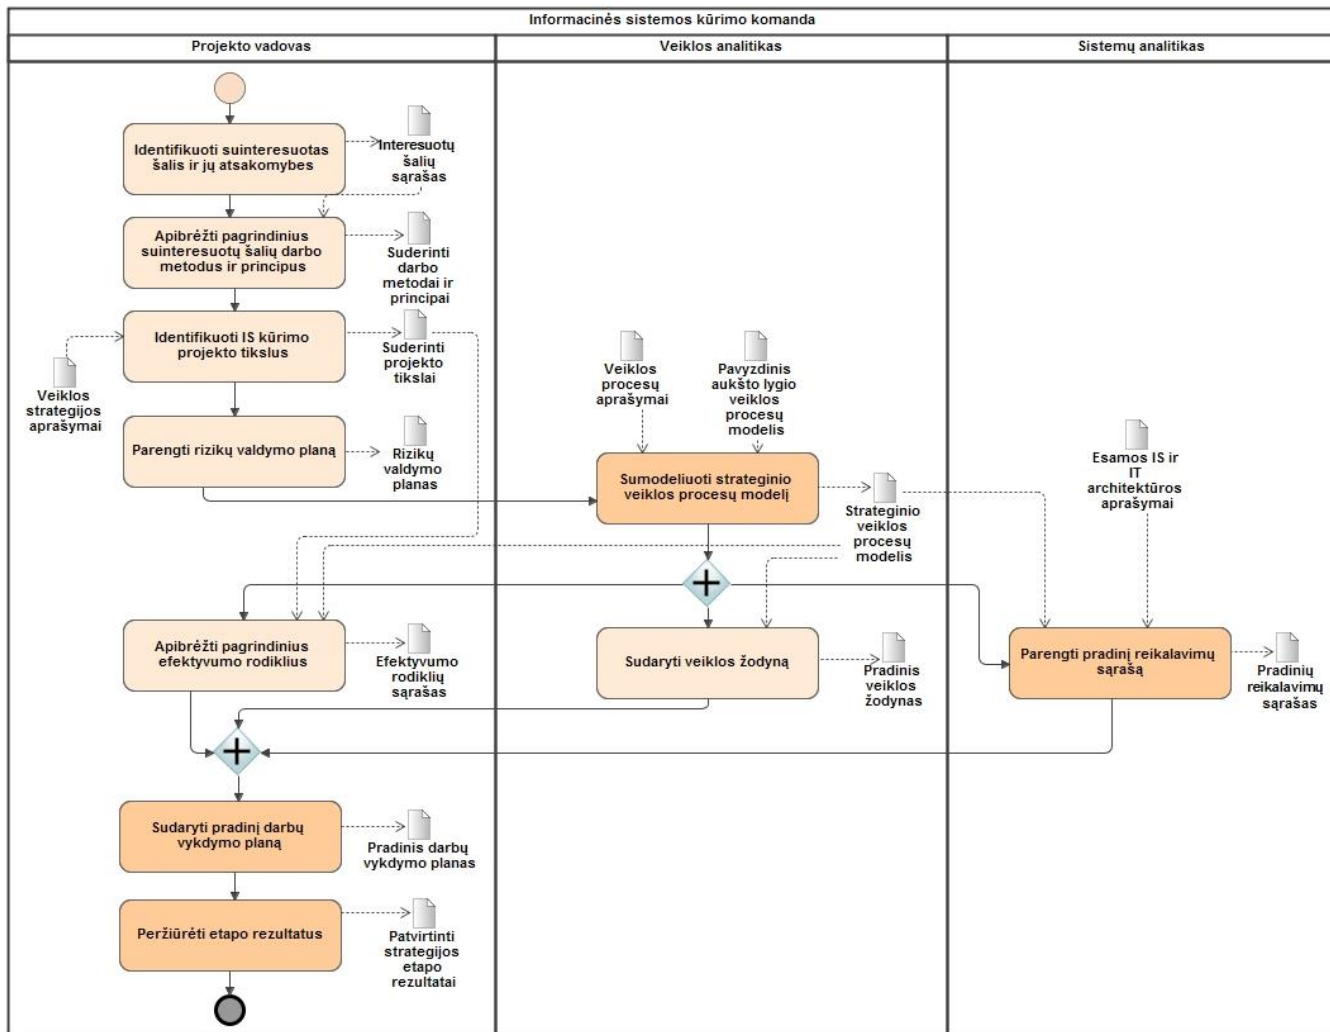 Informacinės sistemos kūrimo komanda
Projekto vadovas
Veiklos analitikas
Sistemų analitikas
Identifikuoti suinteresuotas
šalis ir jų atsakomybes
Interesuotų
šalių
sąrašas
Apibrėžti pagrindinius
suinteresuotų šalių darbo
metodus ir principus
Suderinti
darbo
metodai ir
principai
Identifikuoti IS kūrimo
projekto tikslus
Suderinti
projekto
tikslai
Veiklos
strategijos
aprašymai
Veiklos
procesų
aprašymai
Pavyzdinis
aukšto lygio
veiklos
procesų
modelis
Parengti rizikų valdymo planą
Rizikų
valdymo
planas
Sumodeliuoti strateginio
veiklos procesų modelį
Strateginio
veiklos
procesų
modelis
Esamos IS ir
IT
architektūros
aprašymai
Apibrėžti pagrindinius
efektyvumo rodiklius
Efektyvumo
rodiklių
sąrašas
Sudaryti veiklos žodyną
Pradinis
veiklos
žodynas
Parengti pradinį reikalavimų
sąrašą
Pradinių
reikalavimų
sąrašas
Sudaryti pradinį darbų
vykdymo planą
Pradinis darbų
vykdymo planas
Peržiūrėti etapo rezultatus
Patvirtinti
strategijos
etapo
rezultatai